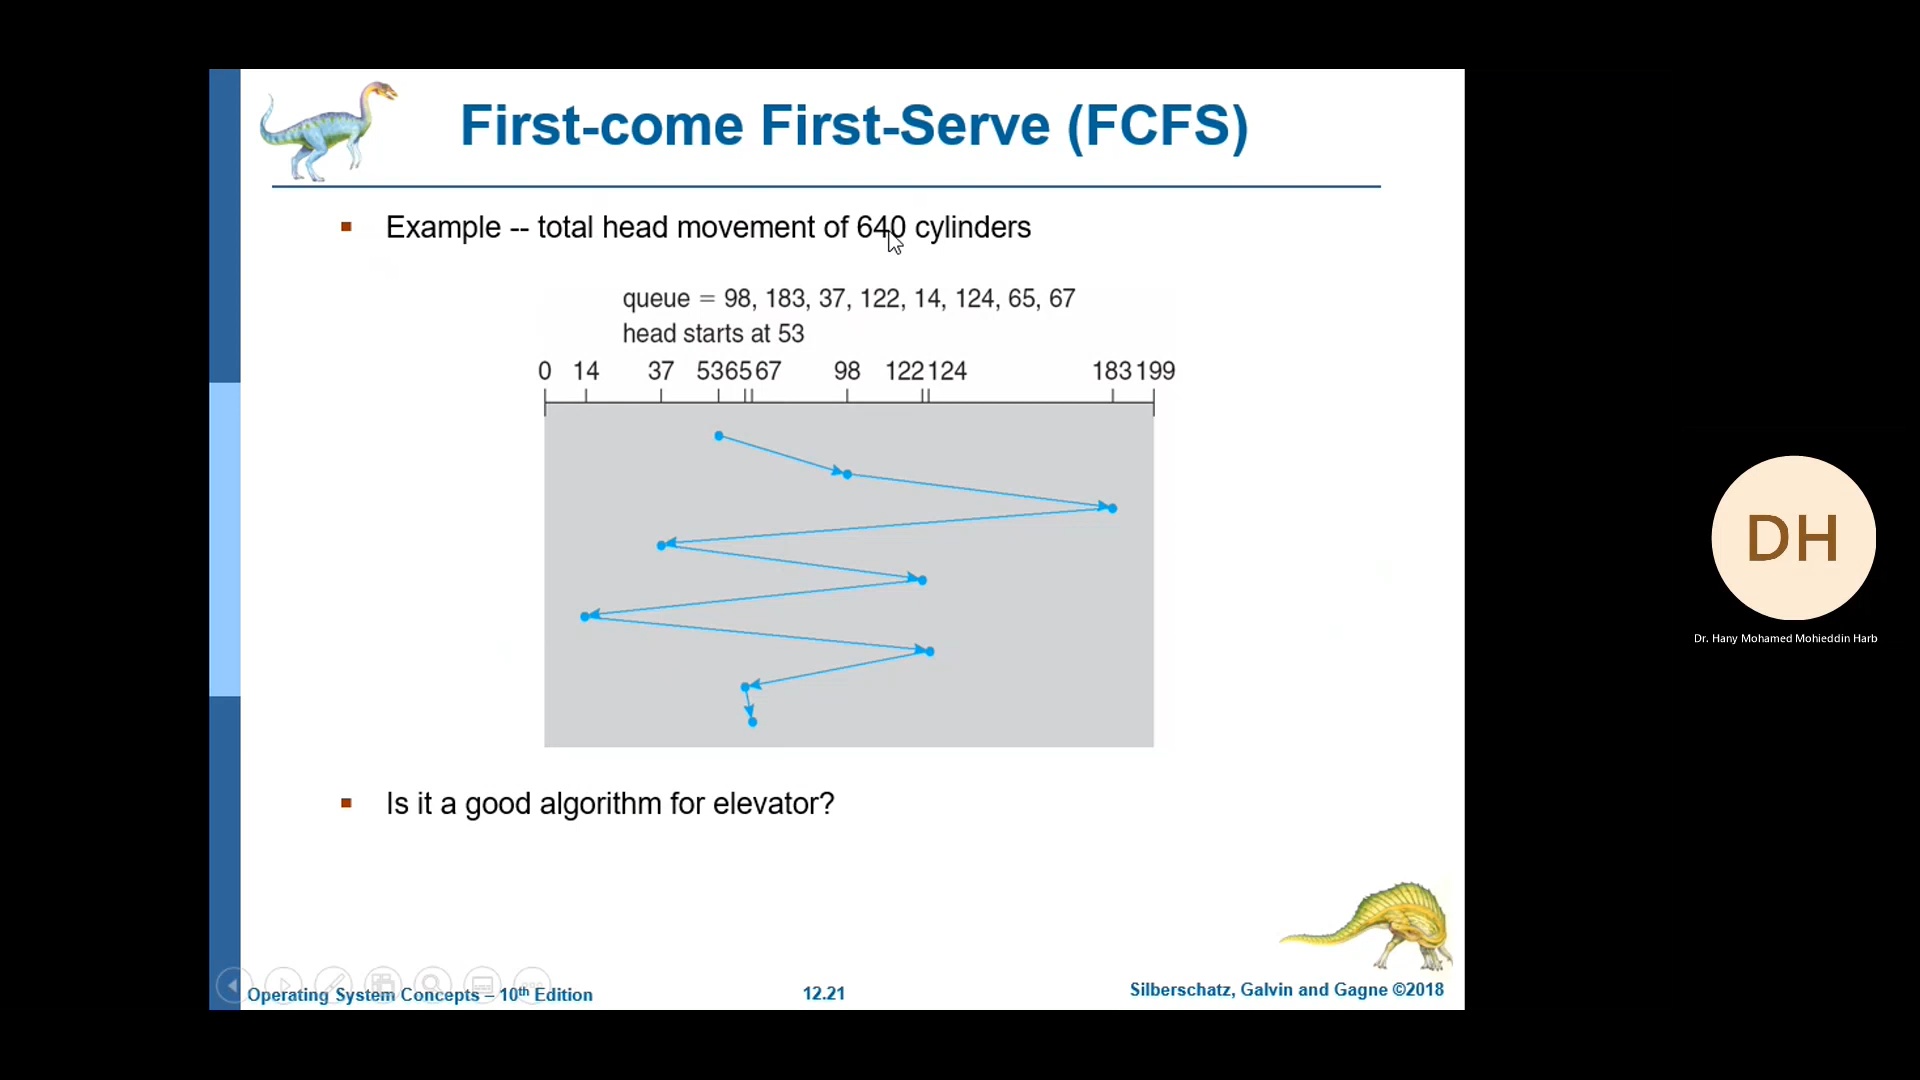 First-come First-Serve (FCFS)
Example -- total head movement of 640 cylinders
queue = 98, 183, 37, 122, 14, 124, 65, 67
head starts at 53
0 14 37 53 65 67 98 122 124 183 199
Is it a good algorithm for elevator?
Operating System Concepts – 10th Edition
12.21
Silberschatz, Galvin and Gagne ©2018
DH
Dr. Hany Mohamed Mohieddin Harb